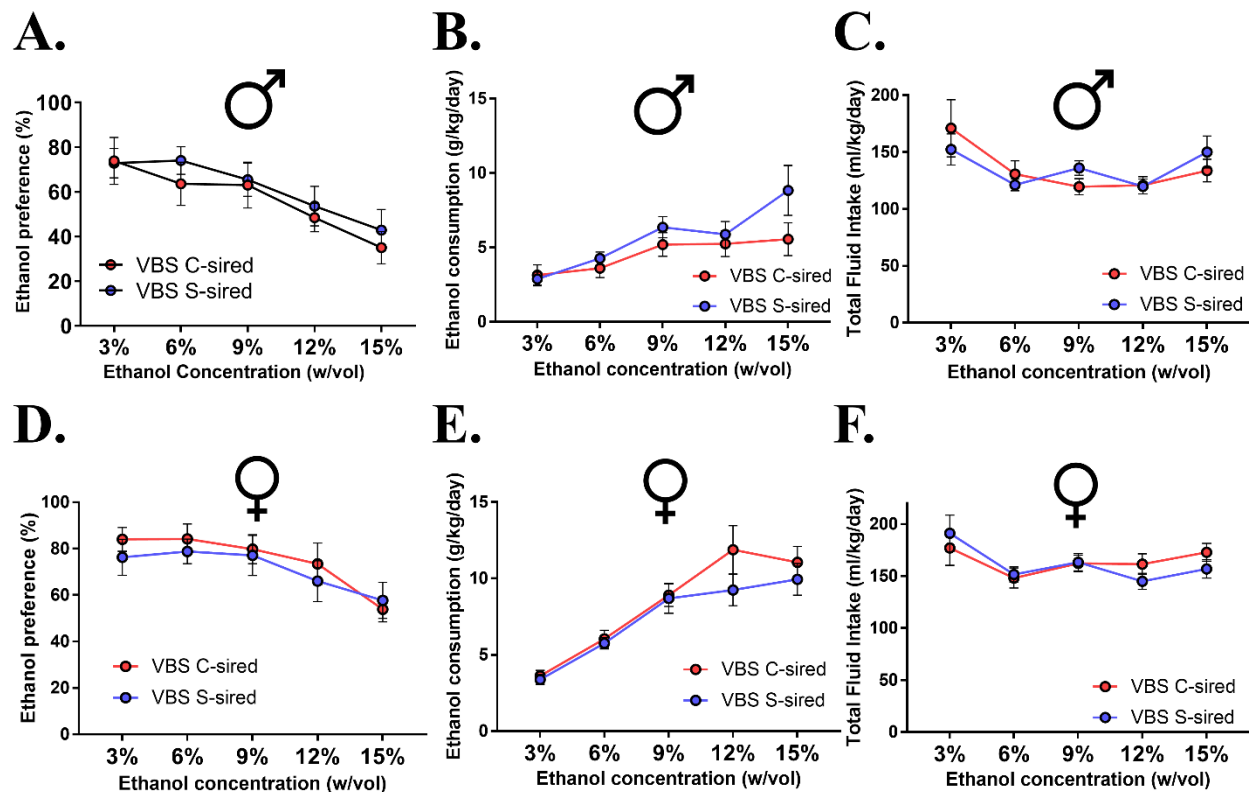 A.
Ethanol preference (%)
100
80
60
40
20
0
VBS C-sired
VBS S-sired
3% 6% 9% 12% 15%
Ethanol Concentration (w/vol)
B.
Ethanol consumption (g/kg/day)
15
10
5
0
VBS C-sired
VBS S-sired
3% 6% 9% 12% 15%
Ethanol concentration (w/vol)
C.
Total Fluid Intake (ml/kg/day)
200
150
100
50
0
VBS C-sired
VBS S-sired
3% 6% 9% 12% 15%
Ethanol concentration (w/vol)
D.
Ethanol preference (%)
100
80
60
40
20
0
VBS C-sired
VBS S-sired
3% 6% 9% 12% 15%
Ethanol concentration (w/vol)
E.
Ethanol consumption (g/kg/day)
15
10
5
0
VBS C-sired
VBS S-sired
3% 6% 9% 12% 15%
Ethanol concentration (w/vol)
F.
Total Fluid Intake (ml/kg/day)
200
150
100
50
0
VBS C-sired
VBS S-sired
3% 6% 9% 12% 15%
Ethanol concentration (w/vol)